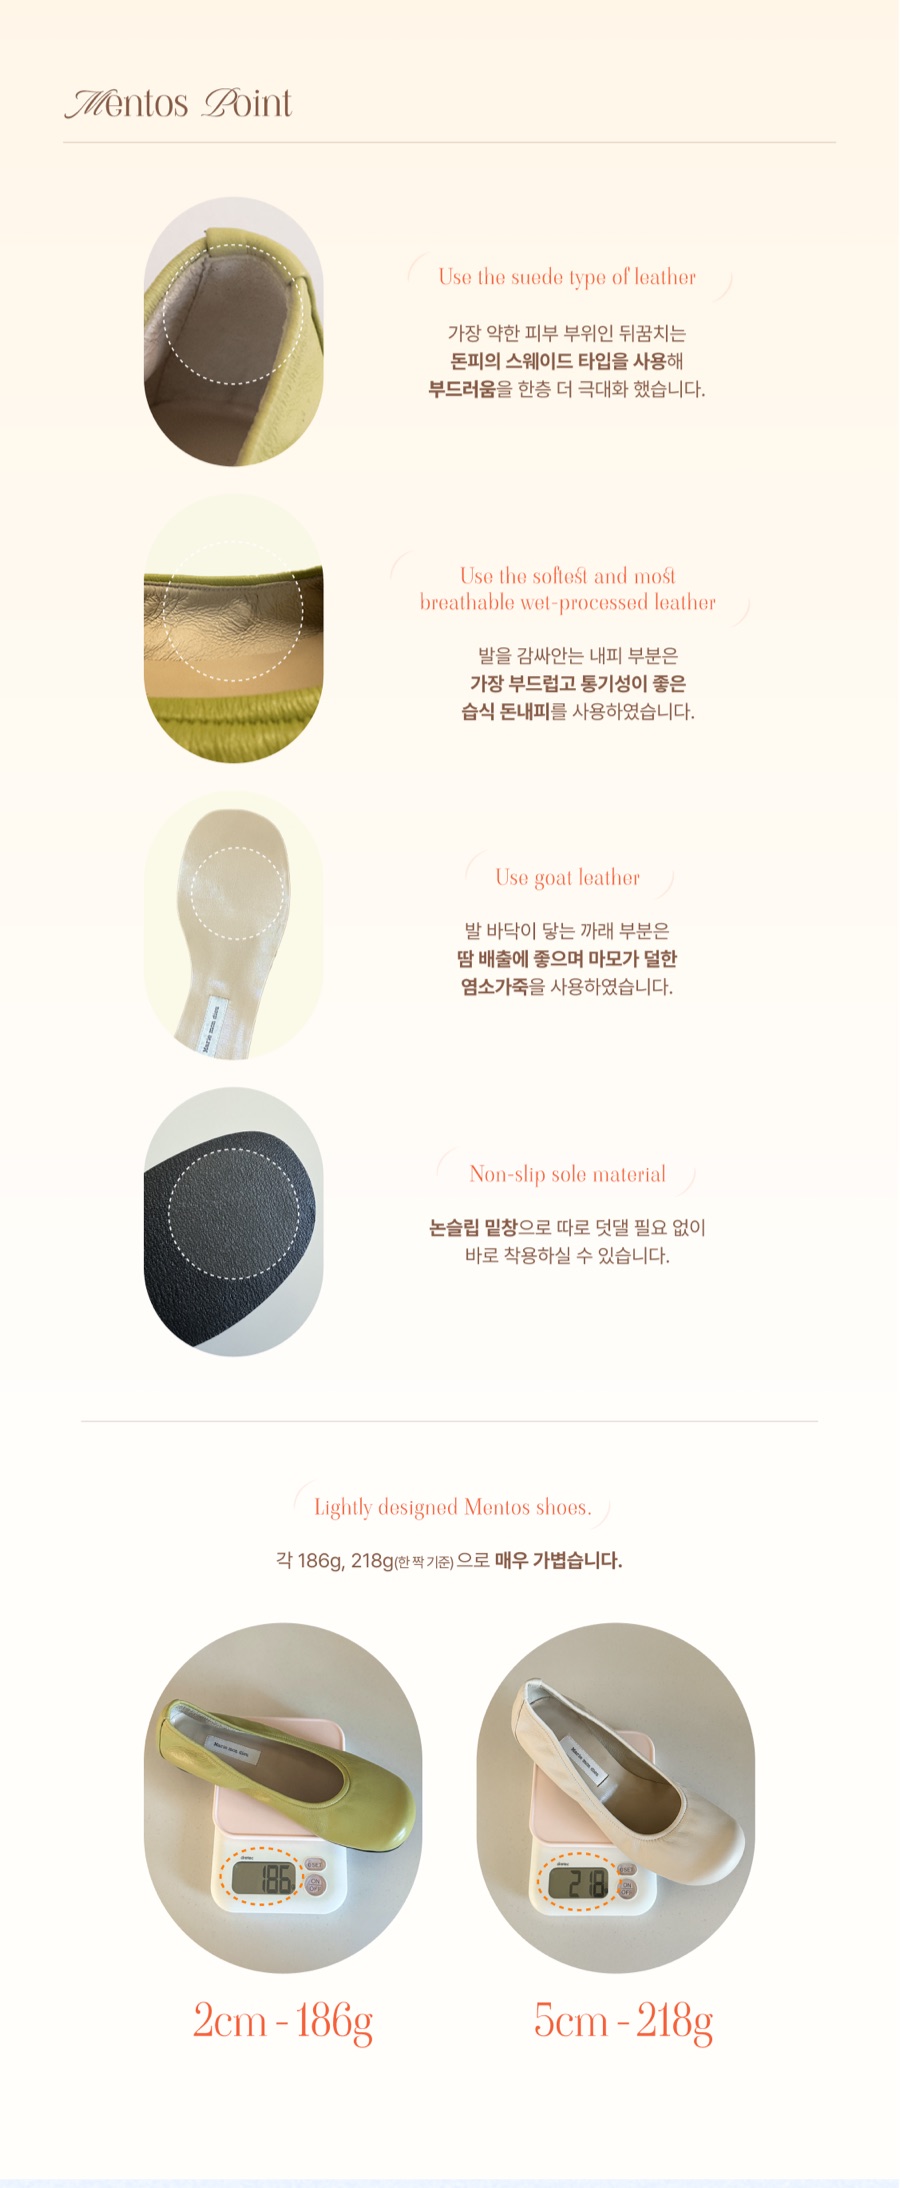 Mentos Point
Use the suede type of leather
가장 약한 피부 부위인 뒤꿈치는
돈피의 스웨이드 타입을 사용해
부드러움을 한층 더 극대화 했습니다.
Use the softest and most
breathable wet-processed leather
발을 감싸안는 내피 부분은
가장 부드럽고 통기성이 좋은
습식 돈내피를 사용하였습니다.
Use goat leather
발 바닥이 닿는 까래 부분은
땀 배출에 좋으며 마모가 덜한
염소가죽을 사용하였습니다.
Non-slip sole material
논슬립 밑창으로 따로 덧댈 필요 없이
바로 착용하실 수 있습니다.
Lightly designed Mentos shoes.
각 186g, 218g(한 짝 기준) 으로 매우 가볍습니다.
186
ON
OFF
218
ON
OFF
2cm - 186g
5cm - 218g